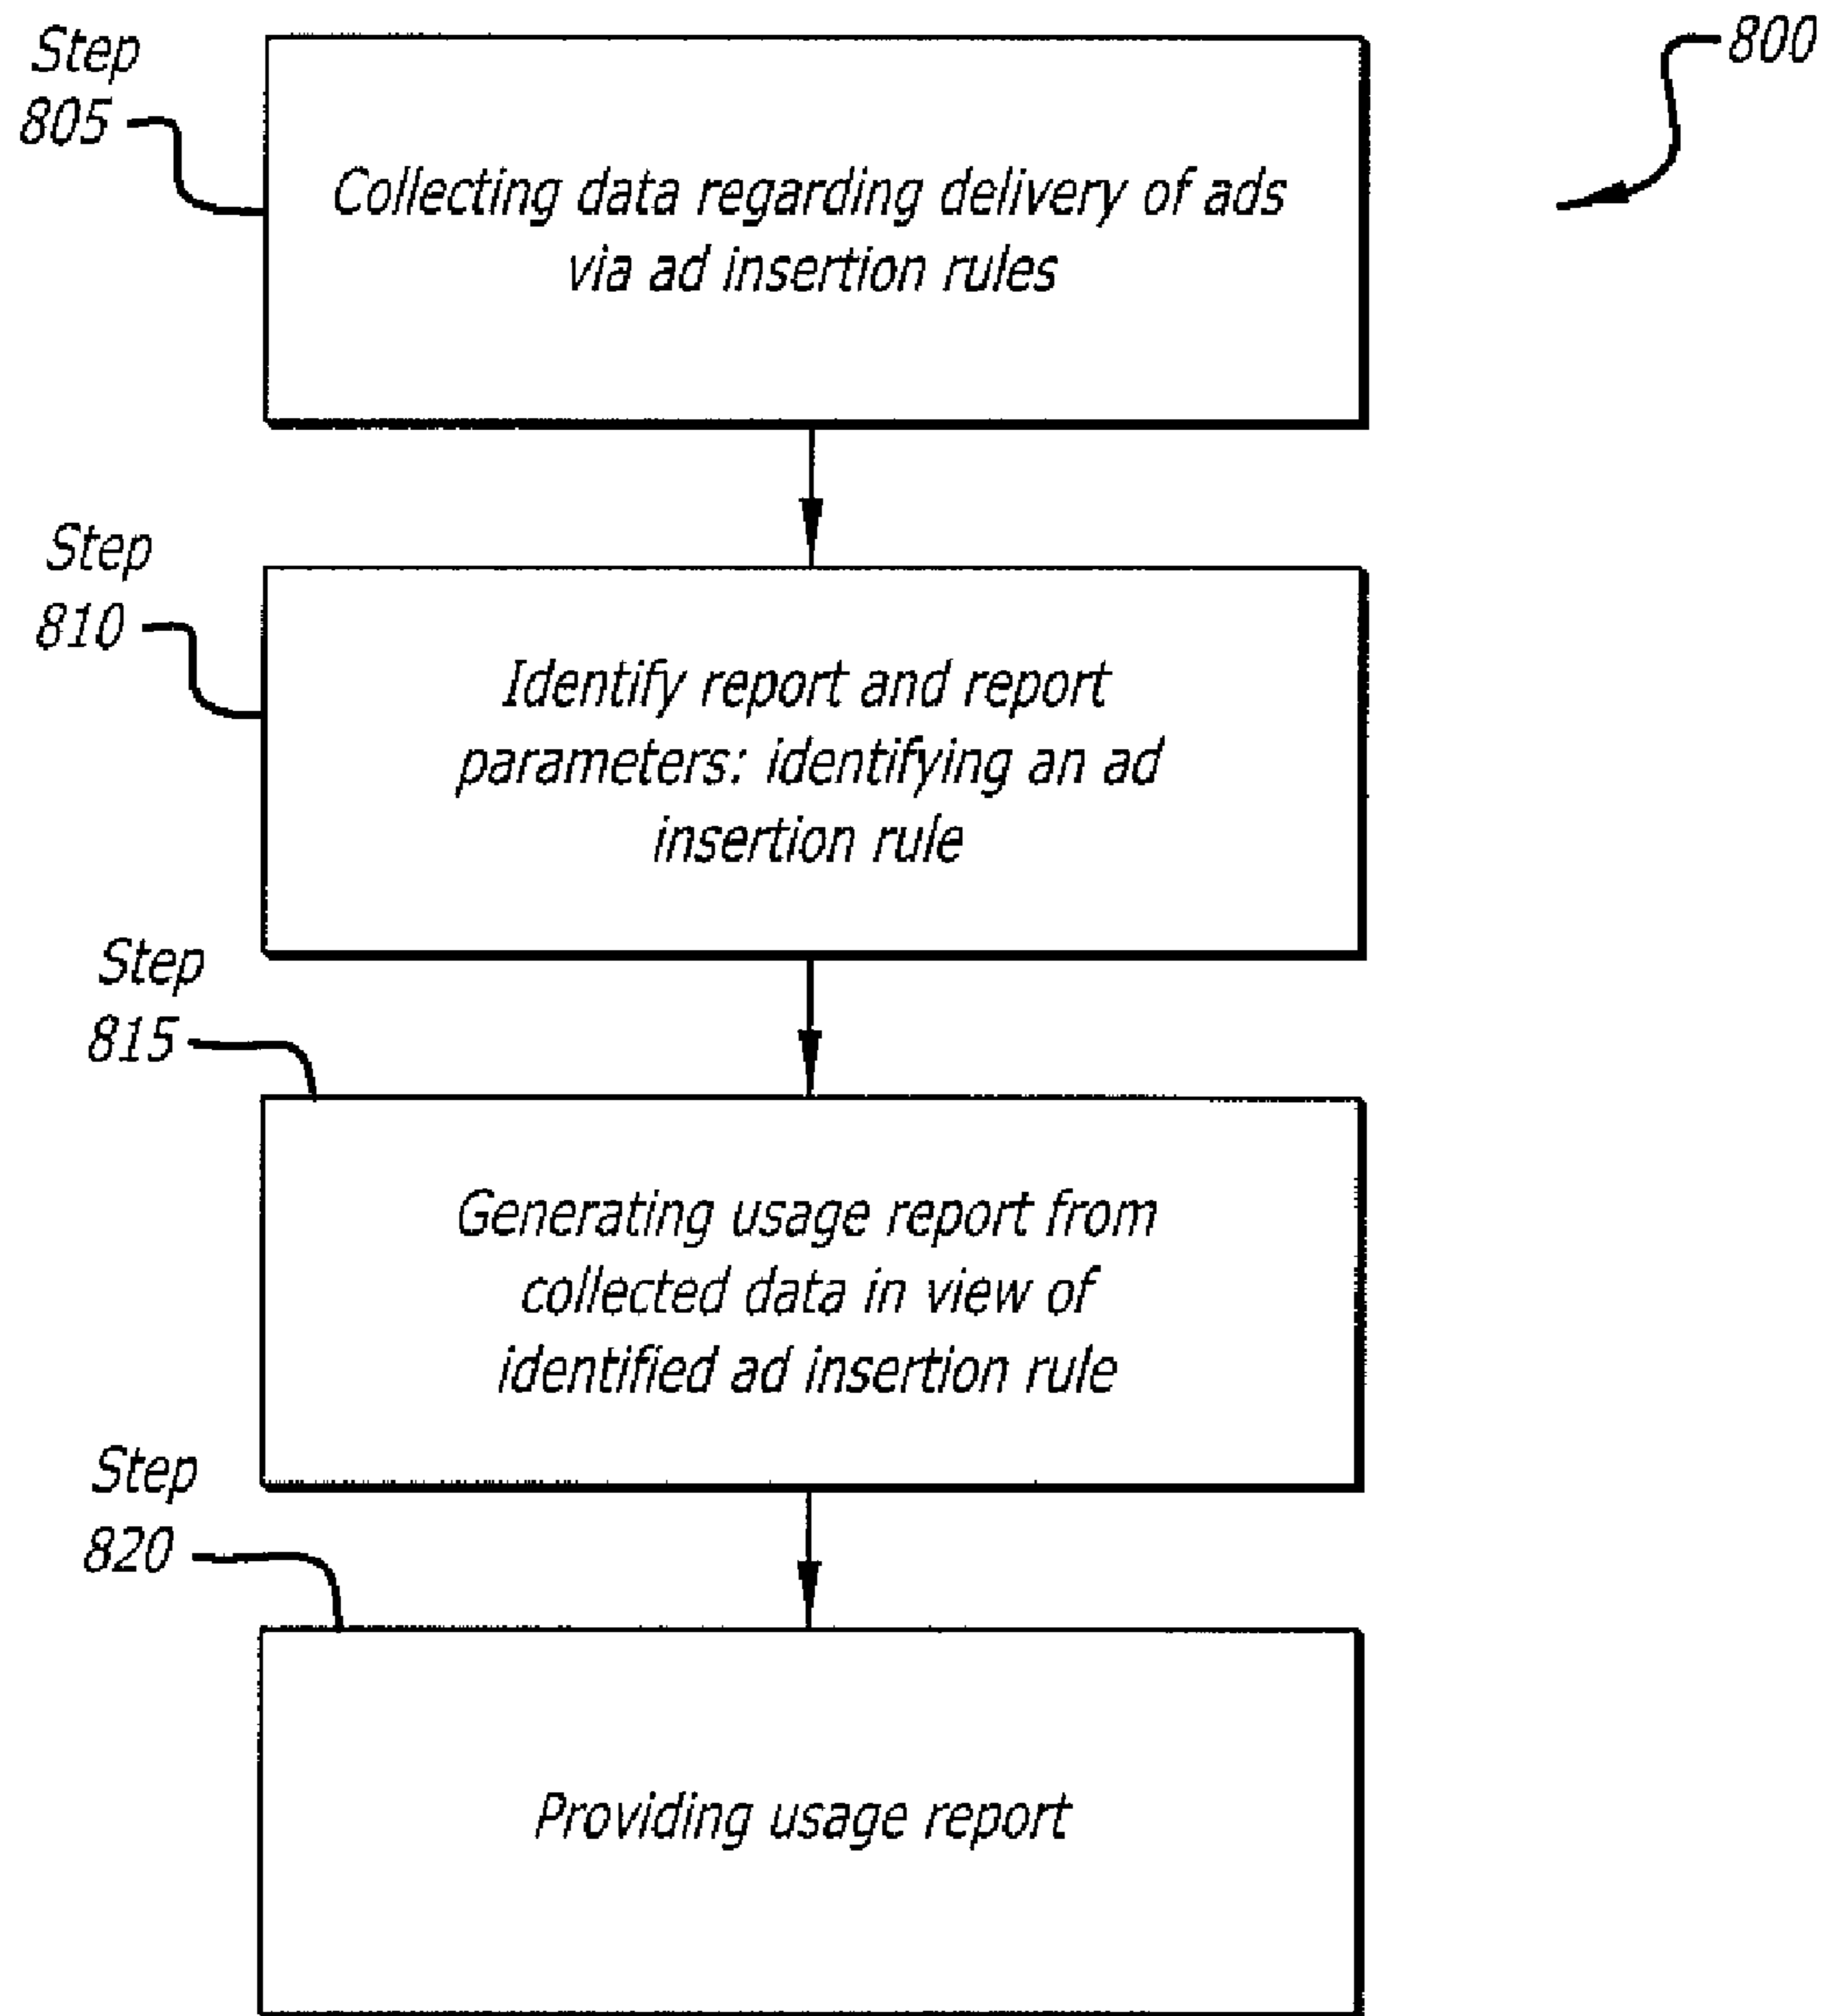 Step
805
800
Collecting data regarding delivery of ads
via ad insertion rules
Step
810
Identify report and report
parameters: identifying an ad
insertion rule
Step
815
Generating usage report from
collected data in view of
identified ad insertion rule
Step
820
Providing usage report